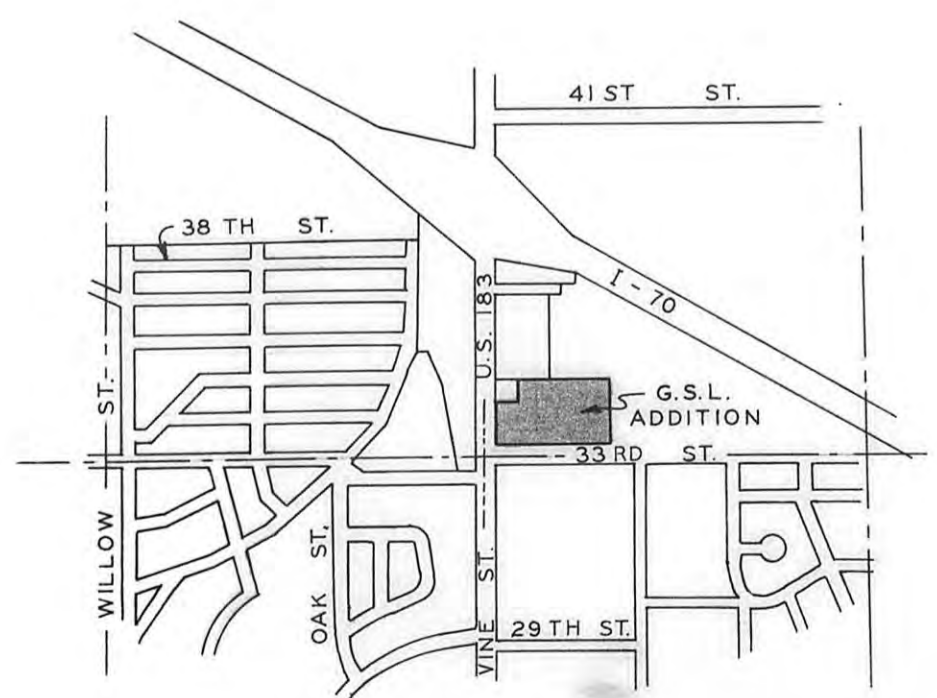 41 ST ST.
38 TH ST.
U.S. 183
I-70
G.S.L.
ADDITION
33 RD ST.
WILLOW ST.
OAK ST,
VINE ST.
29 TH ST.